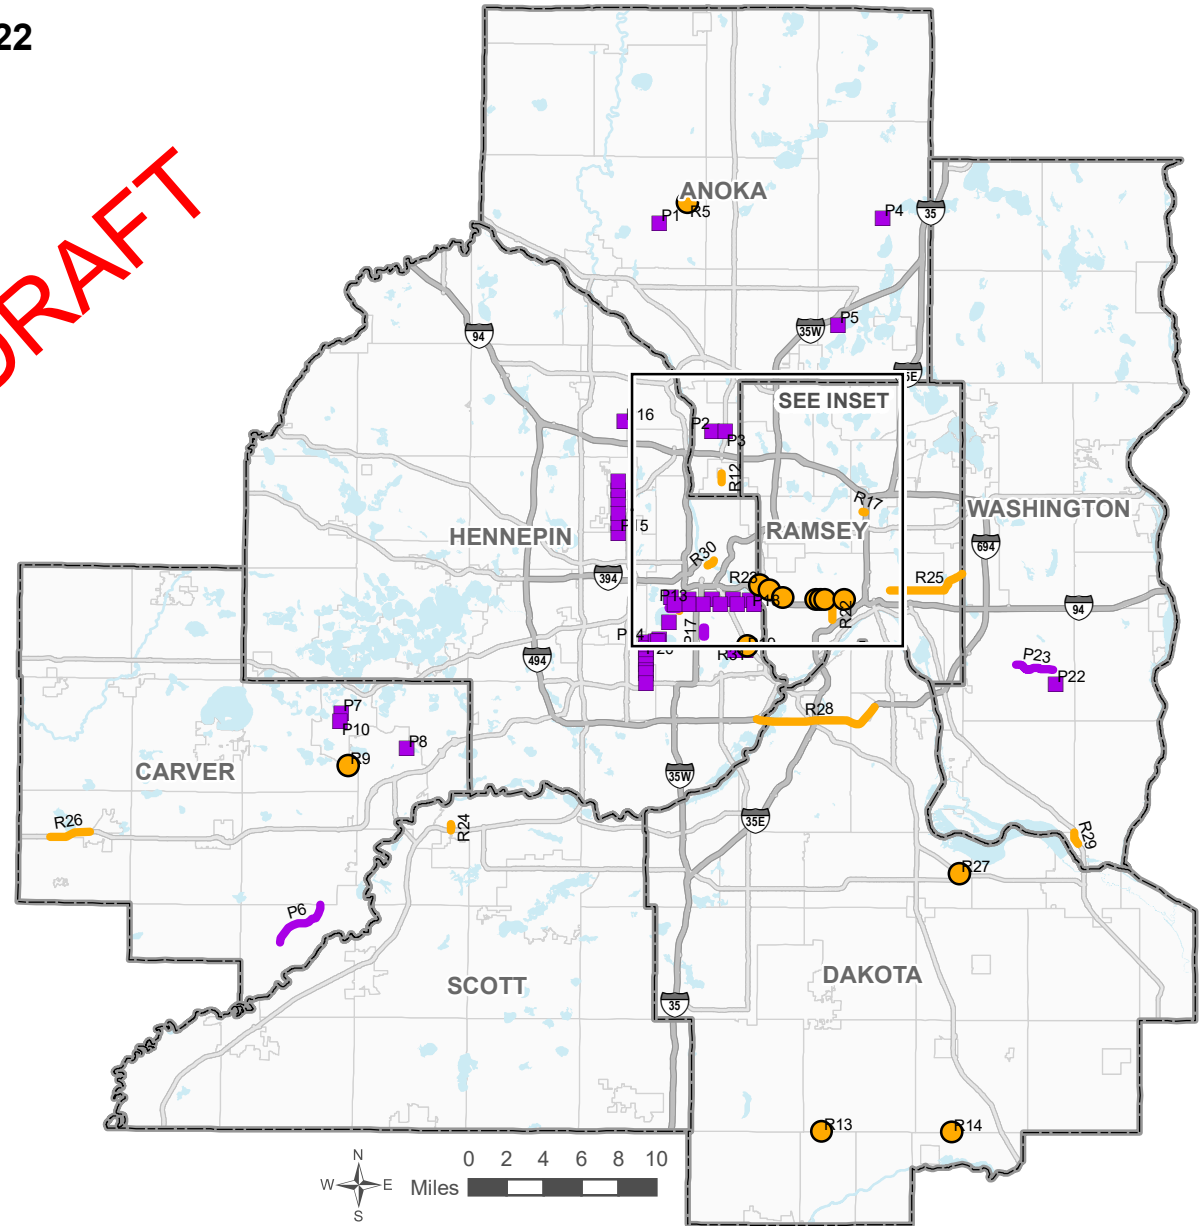 22
DRAFT
ANOKA
R5
P1
P4
35
P5
35W
94
SEE INSET
P2
P3
R12
R17
WASHINGTON
HENNEPIN
RAMSEY
694
R30
R23
R25
394
94
P13
R22
R28
494
P23
P22
P7
P10
P8
R9
CARVER
35W
35E
R24
R26
R29
R27
P6
SCOTT
DAKOTA
35
R13
R14
N
W E
S
0 2 4 6 8 10
Miles